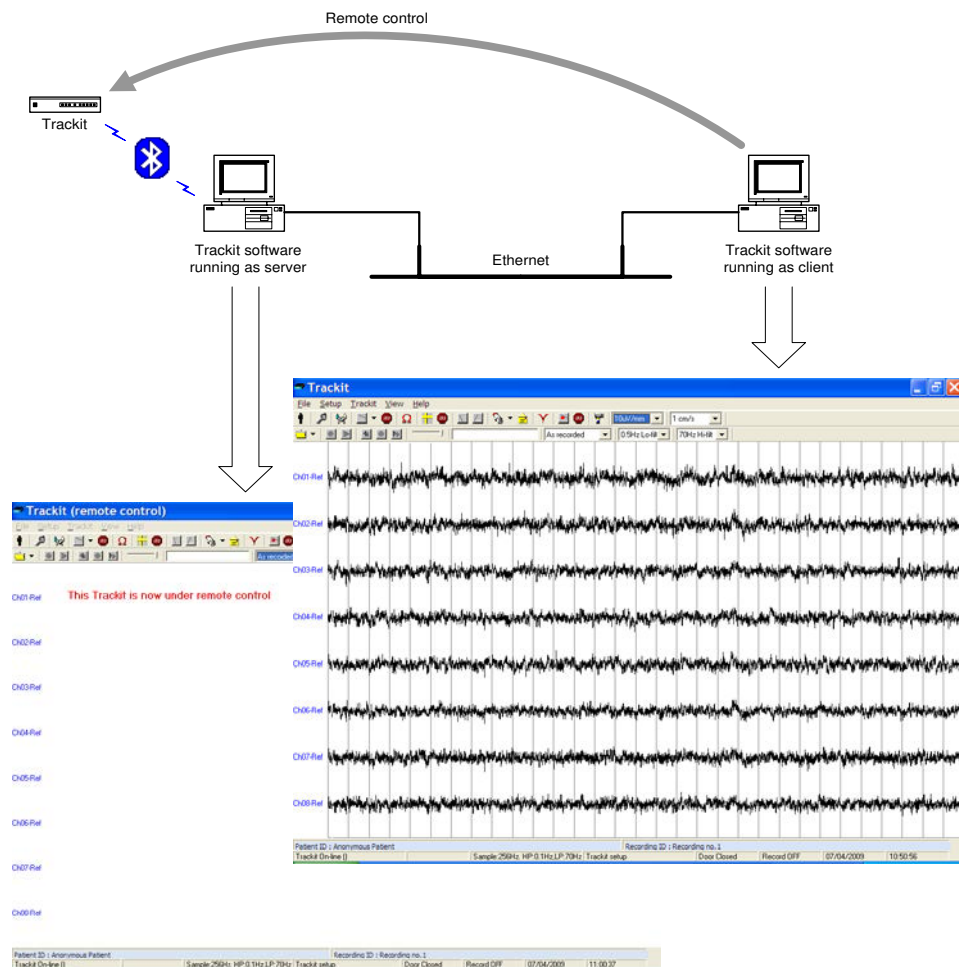 Remote control
Trackit
Trackit software
running as server
Ethernet
Trackit software
running as client
Trackit
File Setup Trackit View Help
10uV/mm 1 cm/s
As recorded 0.5Hz Lo-filt 70Hz Hi-filt
Ch01-Ref
Ch02-Ref
Ch03-Ref
Ch04-Ref
Ch05-Ref
Ch06-Ref
Ch07-Ref
Ch08-Ref
Patient ID : Anonymous Patient Recording ID : Recording no. 1
Trackit On-line () Sample:256Hz, HP:0.1Hz,LP:70Hz Trackit setup Door Closed Record OFF 07/04/2009 10:50:56
Trackit (remote control)
File Setup Trackit View Help
As recorded
This Trackit is now under remote control
Ch01-Ref
Ch02-Ref
Ch03-Ref
Ch04-Ref
Ch05-Ref
Ch06-Ref
Ch07-Ref
Ch08-Ref
Patient ID : Anonymous Patient Recording ID : Recording no. 1
Trackit On-line () Sample:256Hz, HP:0.1Hz,LP:70Hz Trackit setup Door Closed Record OFF 07/04/2009 11:00:37